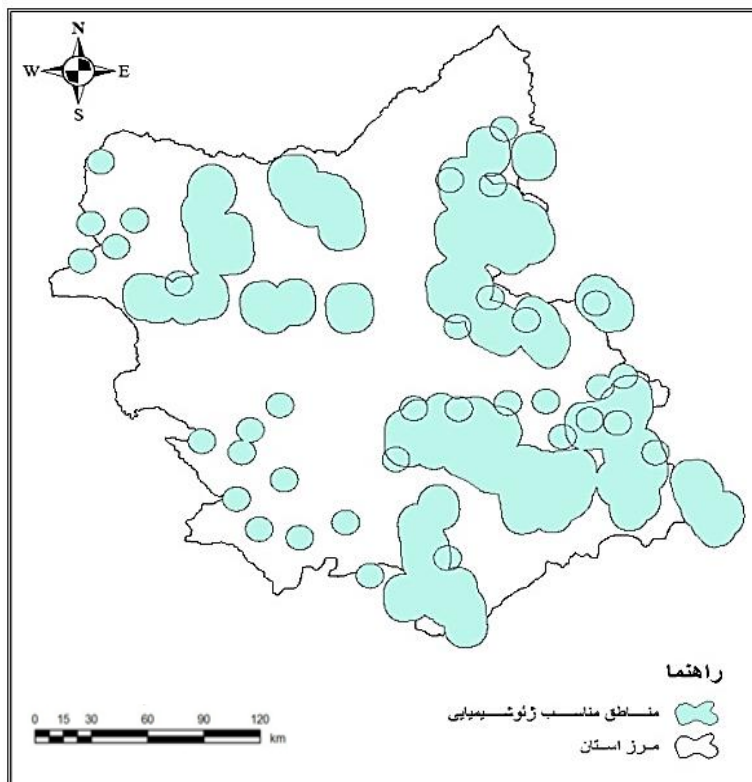 N
W E
S
راهنما
مناطق مناسب ژئوشیمیایی
مرز استان
0 15 30 60 90 120
km